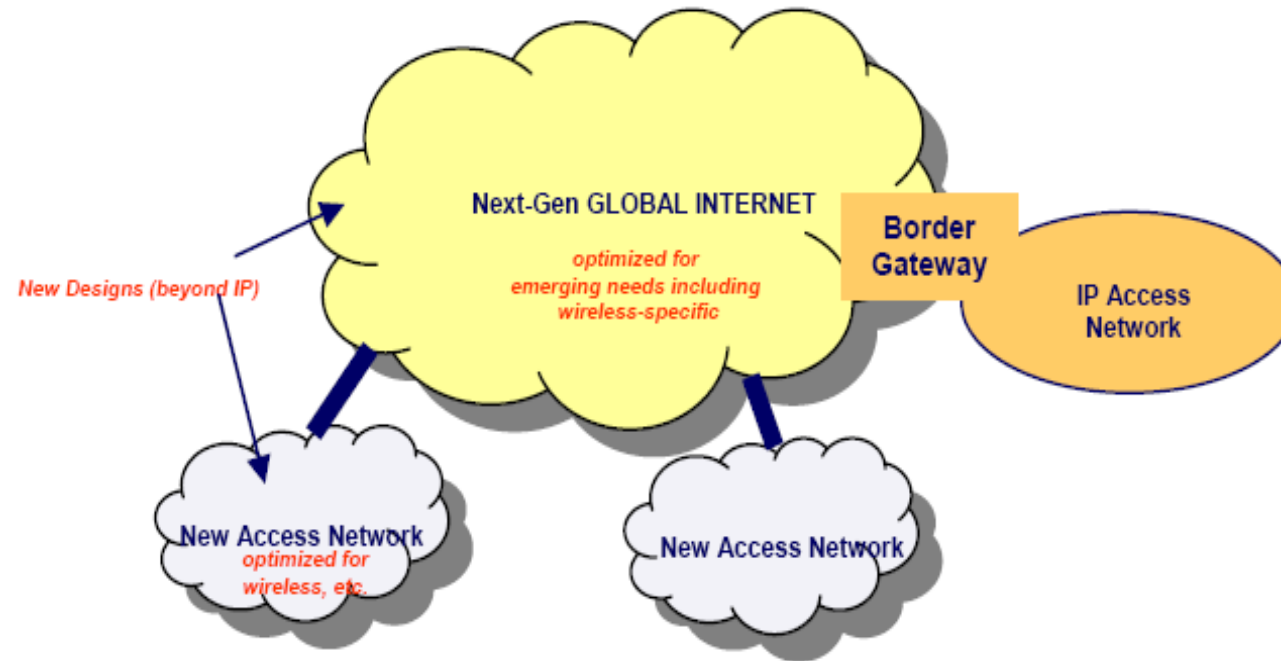 Next-Gen GLOBAL INTERNET
optimized for
emerging needs including
wireless-specific
Border
Gateway
IP Access
Network
New Designs (beyond IP)
New Access Network
optimized for
wireless, etc.
New Access Network